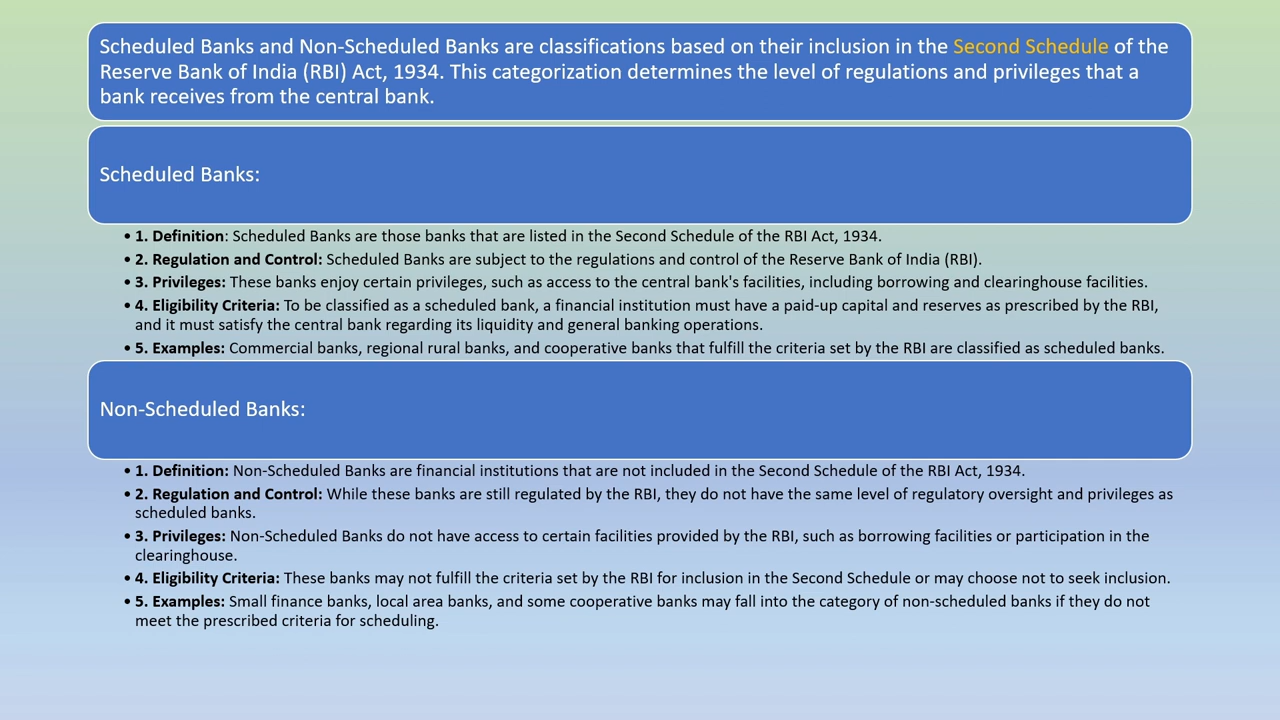 Scheduled Banks and Non-Scheduled Banks are classifications based on their inclusion in the Second Schedule of the
Reserve Bank of India (RBI) Act, 1934. This categorization determines the level of regulations and privileges that a
bank receives from the central bank.
Scheduled Banks:
• 1. Definition: Scheduled Banks are those banks that are listed in the Second Schedule of the RBI Act, 1934.
• 2. Regulation and Control: Scheduled Banks are subject to the regulations and control of the Reserve Bank of India (RBI).
• 3. Privileges: These banks enjoy certain privileges, such as access to the central bank's facilities, including borrowing and clearinghouse facilities.
• 4. Eligibility Criteria: To be classified as a scheduled bank, a financial institution must have a paid-up capital and reserves as prescribed by the RBI,
and it must satisfy the central bank regarding its liquidity and general banking operations.
• 5. Examples: Commercial banks, regional rural banks, and cooperative banks that fulfill the criteria set by the RBI are classified as scheduled banks.
Non-Scheduled Banks:
• 1. Definition: Non-Scheduled Banks are financial institutions that are not included in the Second Schedule of the RBI Act, 1934.
• 2. Regulation and Control: While these banks are still regulated by the RBI, they do not have the same level of regulatory oversight and privileges as
scheduled banks.
• 3. Privileges: Non-Scheduled Banks do not have access to certain facilities provided by the RBI, such as borrowing facilities or participation in the
clearinghouse.
• 4. Eligibility Criteria: These banks may not fulfill the criteria set by the RBI for inclusion in the Second Schedule or may choose not to seek inclusion.
• 5. Examples: Small finance banks, local area banks, and some cooperative banks may fall into the category of non-scheduled banks if they do not
meet the prescribed criteria for scheduling.